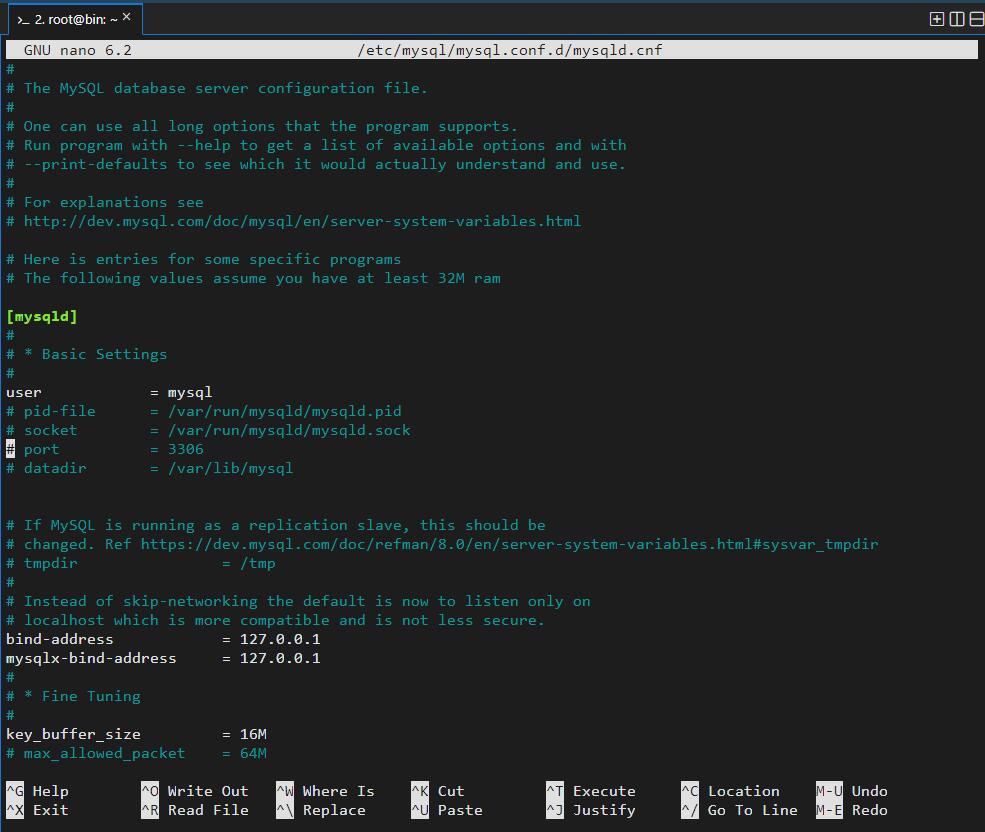 >_ 2. root@bin: ~ ×
GNU nano 6.2 /etc/mysql/mysql.conf.d/mysqld.cnf
#
# The MySQL database server configuration file.
#
# One can use all long options that the program supports.
# Run program with --help to get a list of available options and with
# --print-defaults to see which it would actually understand and use.
#
# For explanations see
# http://dev.mysql.com/doc/mysql/en/server-system-variables.html

# Here is entries for some specific programs
# The following values assume you have at least 32M ram

[mysqld]
#
# * Basic Settings
#
user = mysql
# pid-file = /var/run/mysqld/mysqld.pid
# socket = /var/run/mysqld/mysqld.sock
# port = 3306
# datadir = /var/lib/mysql

# If MySQL is running as a replication slave, this should be
# changed. Ref https://dev.mysql.com/doc/refman/8.0/en/server-system-variables.html#sysvar_tmpdir
# tmpdir = /tmp
#
# Instead of skip-networking the default is now to listen only on
# localhost which is more compatible and is not less secure.
bind-address = 127.0.0.1
mysqlx-bind-address = 127.0.0.1
#
# * Fine Tuning
#
key_buffer_size = 16M
# max_allowed_packet = 64M

^G Help ^O Write Out ^W Where Is ^K Cut ^T Execute ^C Location M-U Undo
^X Exit ^R Read File ^\ Replace ^U Paste ^J Justify ^/ Go To Line M-E Redo